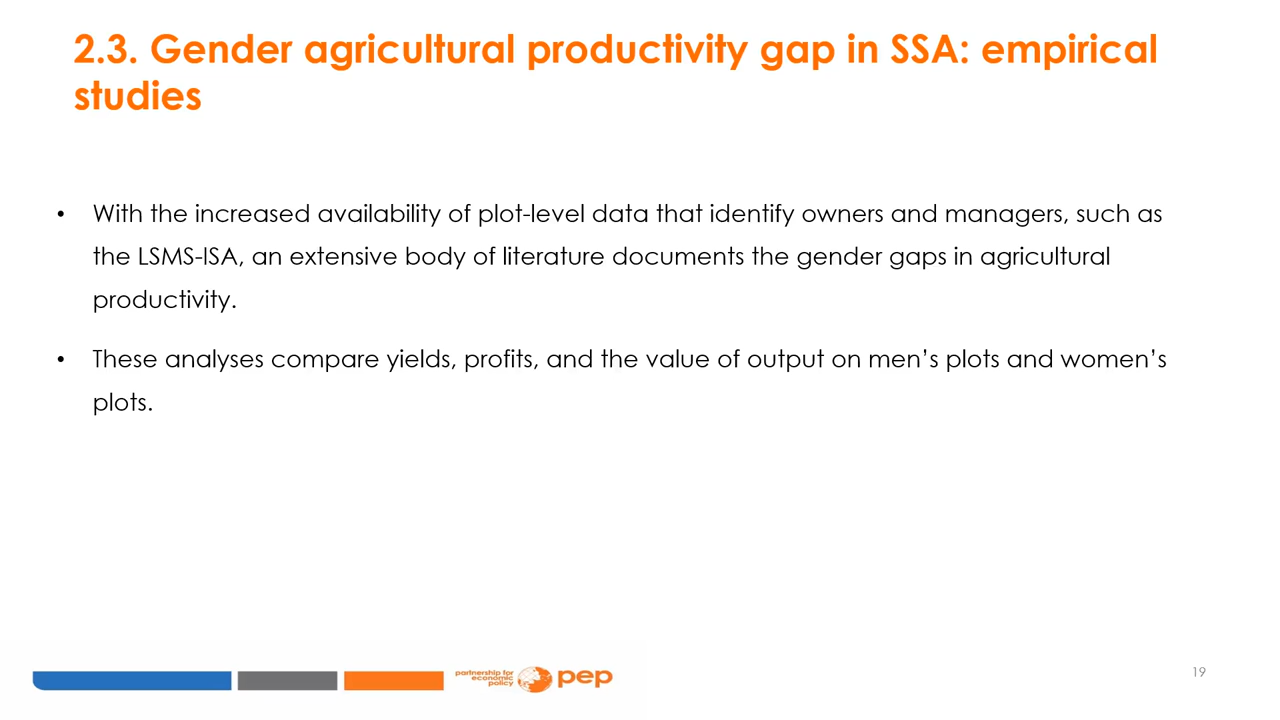 2.3. Gender agricultural productivity gap in SSA: empirical
studies
• With the increased availability of plot-level data that identify owners and managers, such as
the LSMS-ISA, an extensive body of literature documents the gender gaps in agricultural
productivity.
• These analyses compare yields, profits, and the value of output on men’s plots and women’s
plots.
partnership for
economic
policy
pep
19